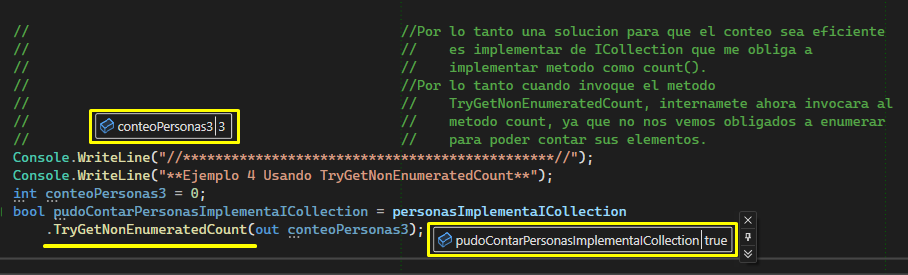 // //Por lo tanto una solucion para que el conteo sea eficiente
// // es implementar de ICollection que me obliga a
// // implementar metodo como count().
// //Por lo tanto cuando invoque el metodo
// // TryGetNonEnumeratedCount, internamete ahora invocara al
// // metodo count, ya que no nos vemos obligados a enumerar
// // para poder contar sus elementos.
conteoPersonas3 3
Console.WriteLine("//**********************************************//");
Console.WriteLine("**Ejemplo 4 Usando TryGetNonEnumeratedCount**");
int conteoPersonas3 = 0;
bool pudoContarPersonasImplementaICollection = personasImplementaICollection
.TryGetNonEnumeratedCount(out conteoPersonas3);
pudoContarPersonasImplementaICollection true